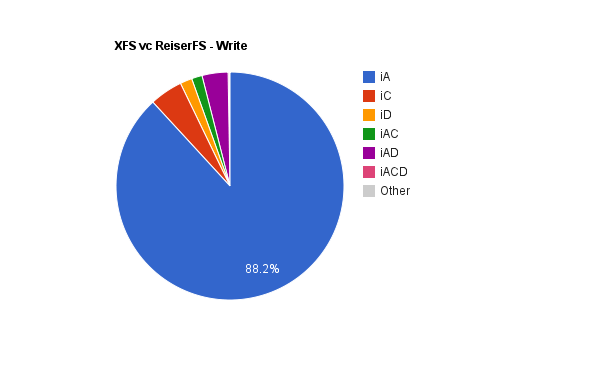 XFS vc ReiserFS - Write
iA
iC
iD
iAC
iAD
iACD
Other
88.2%